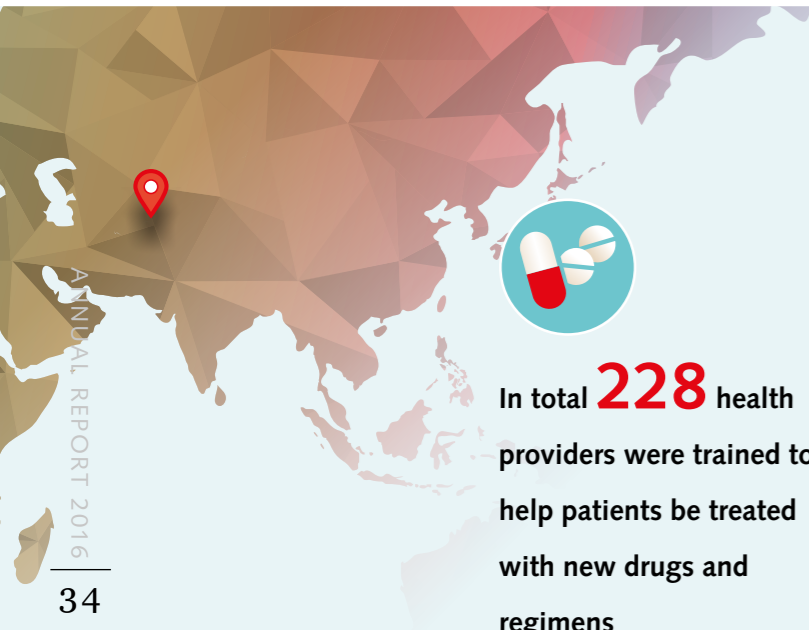 In total 228 health
providers were trained to
help patients be treated
with new drugs and
regimens
ANNUAL REPORT 2016
34